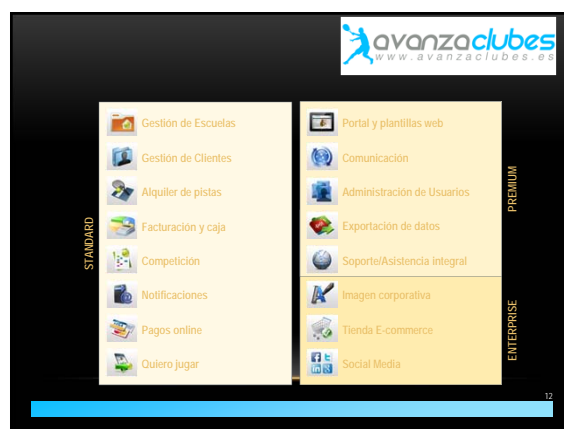 avanzaclubes
www.avanzaclubes.es
STANDARD
Gestión de Escuelas
Gestión de Clientes
Alquiler de pistas
Facturación y caja
Competición
Notificaciones
Pagos online
Quiero jugar
Portal y plantillas web
Comunicación
Administración de Usuarios
Exportación de datos
Soporte/Asistencia integral
PREMIUM
Imagen corporativa
Tienda E-commerce
Social Media
ENTERPRISE
12